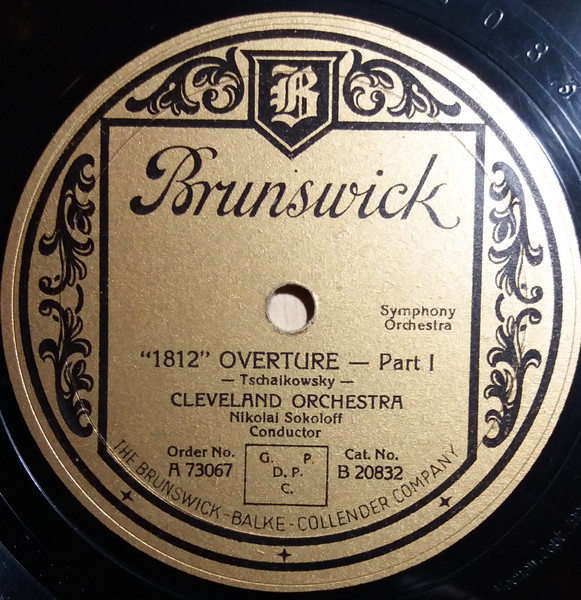 B
Brunswick
Symphony
Orchestra
“1812” OVERTURE — Part I
— Tschaikowsky —
CLEVELAND ORCHESTRA
Nikolai Sokoloff
Conductor
Order No.
A 73067
G. P.
D. P.
C.
Cat. No.
B 20832
THE BRUNSWICK-BALKE-COLLENDER COMPANY